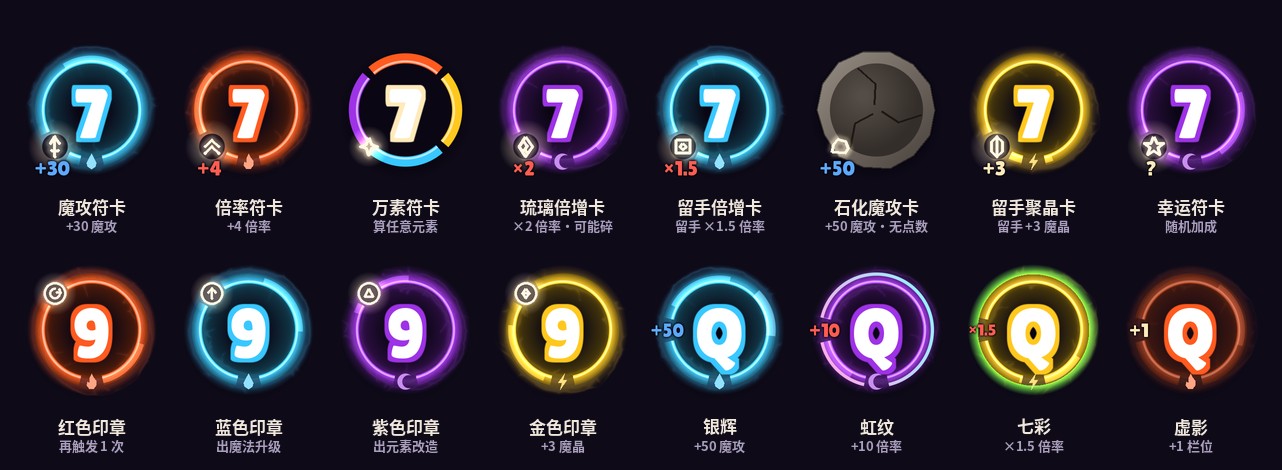 7 7 7 7 7 7 7
+30 +4 ×2 ×1.5 +50 +3 ?
魔攻符卡 倍率符卡 万素符卡 琉璃倍增卡 留手倍增卡 石化魔攻卡 留手聚晶卡 幸运符卡
+30 魔攻 +4 倍率 算任意元素 ×2 倍率·可能碎 留手 ×1.5 倍率 +50 魔攻·无点数 留手 +3 魔晶 随机加成
9 9 9 9 +50 Q +10 Q ×1.5 Q +1 Q
红色印章 蓝色印章 紫色印章 金色印章 银辉 虹纹 七彩 虚影
再触发 1 次 出魔法升级 出元素改造 +3 魔晶 +50 魔攻 +10 倍率 ×1.5 倍率 +1 栏位